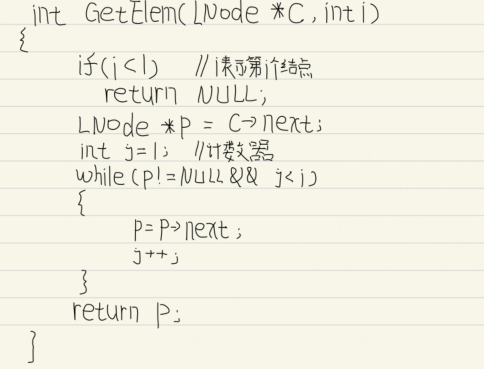 int GetElem(LNode *C,int i)
{
if(i<1) //i表示第i个结点
return NULL;
LNode *p = C->next;
int j=1; //计数器
while(p!=NULL && j<i)
{
p=p->next;
j++;
}
return p;
}